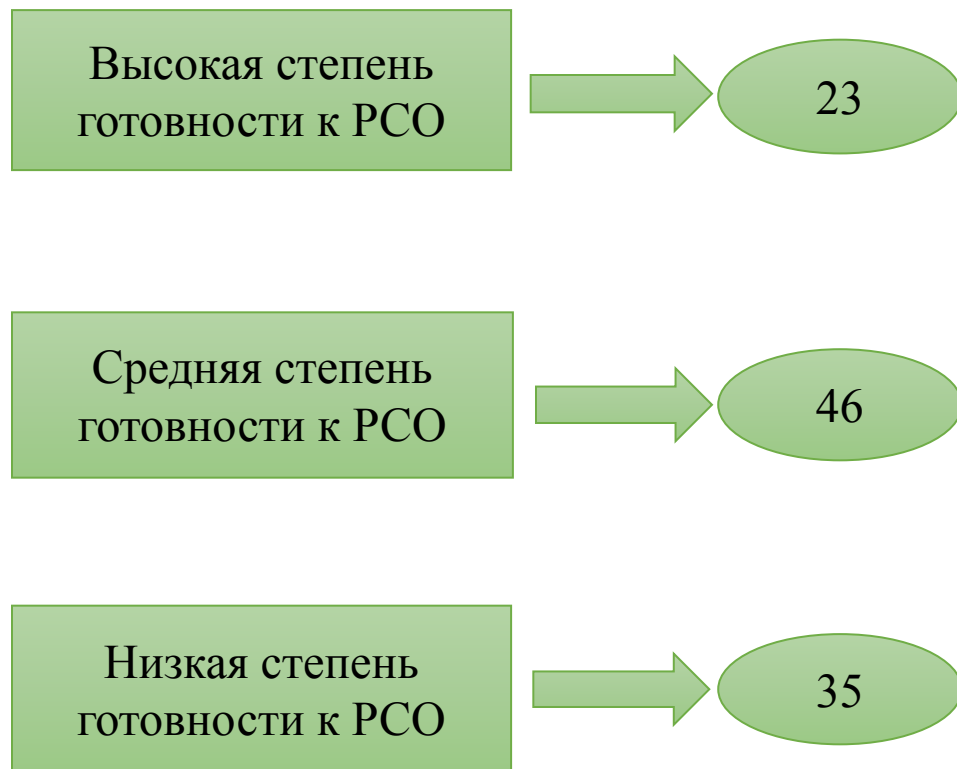 Высокая степень
готовности к РСО
23
Средняя степень
готовности к РСО
46
Низкая степень
готовности к РСО
35